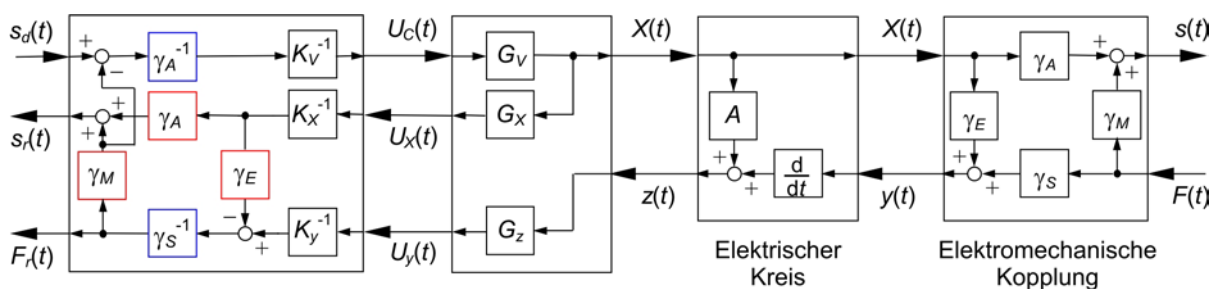 s_d(t) + − γ_A⁻¹ K_V⁻¹ U_C(t) G_V X(t) X(t) γ_A + + s(t)
s_r(t) + + γ_A K_X⁻¹ U_X(t) G_X A γ_E γ_M
γ_M γ_E
F_r(t) γ_S⁻¹ − + K_y⁻¹ U_y(t) G_z z(t) + + d/dt y(t) + + γ_S F(t)
Elektrischer
Kreis
Elektromechanische
Kopplung